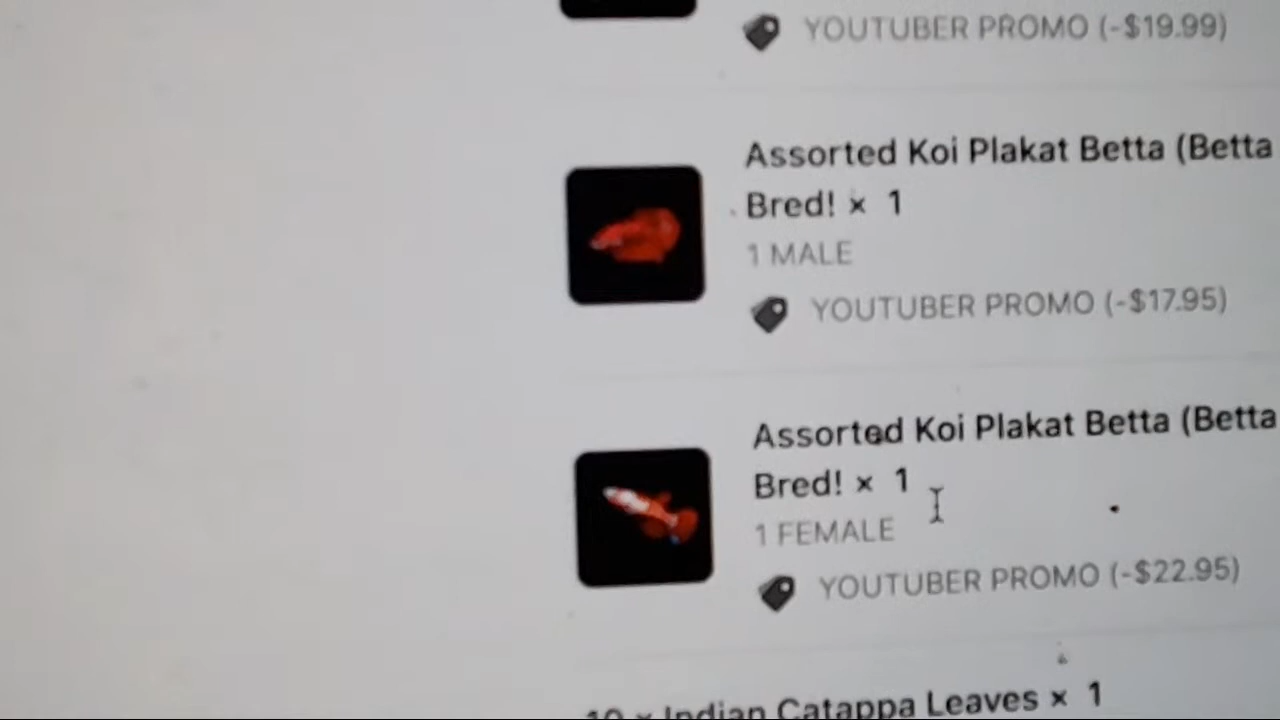 YOUTUBER PROMO (-$19.99)
Assorted Koi Plakat Betta (Betta
Bred! × 1
1 MALE
YOUTUBER PROMO (-$17.95)
Assorted Koi Plakat Betta (Betta
Bred! × 1
1 FEMALE
YOUTUBER PROMO (-$22.95)
10 × Indian Catappa Leaves × 1